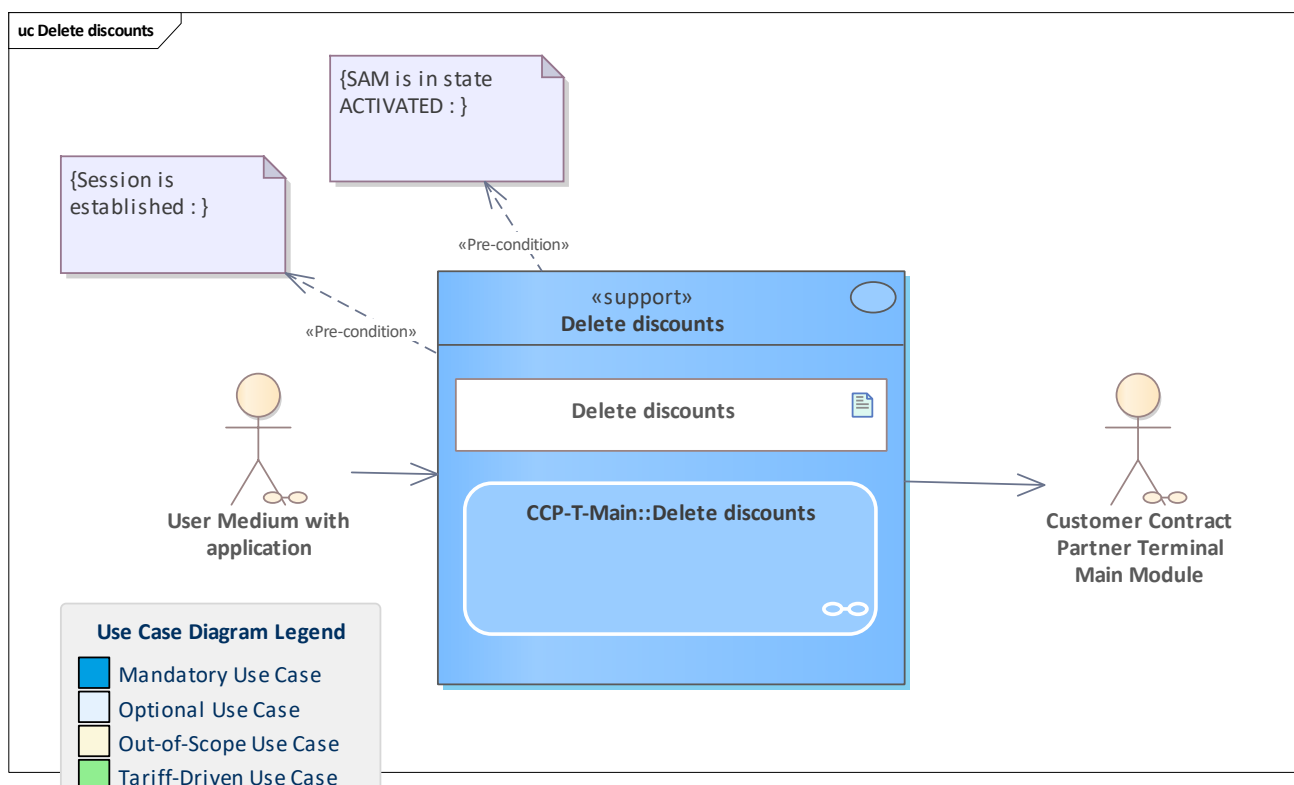 uc Delete discounts
{SAM is in state
ACTIVATED : }
{Session is
established : }
«Pre-condition»
«Pre-condition»
«support»
Delete discounts
Delete discounts
CCP-T-Main::Delete discounts
User Medium with
application
Customer Contract
Partner Terminal
Main Module
Use Case Diagram Legend
Mandatory Use Case
Optional Use Case
Out-of-Scope Use Case
Tariff-Driven Use Case